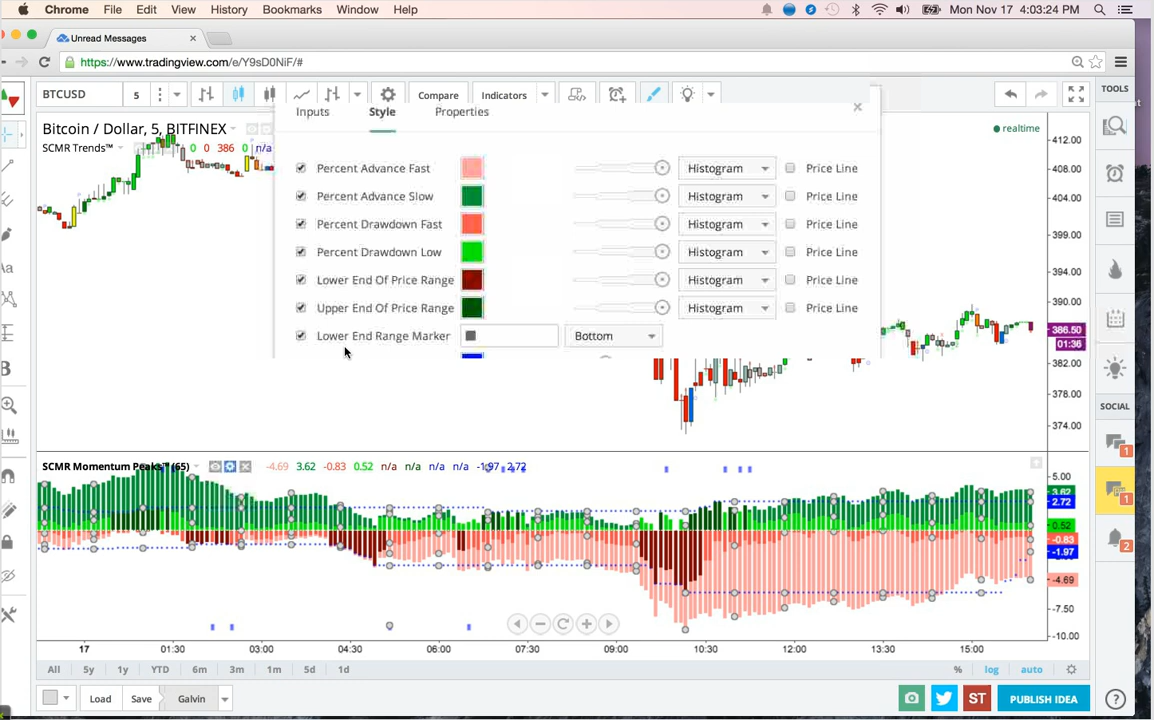 Chrome File Edit View History Bookmarks Window Help Mon Nov 17 4:03:24 PM
Unread Messages ×
https://www.tradingview.com/e/Y9sD0NiF/#
BTCUSD 5 Compare Indicators TOOLS
Bitcoin / Dollar, 5, BITFINEX
SCMR Trends™ 0 0 386 0 n/a
Inputs Style Properties
realtime
Percent Advance Fast Histogram Price Line
Percent Advance Slow Histogram Price Line
Percent Drawdown Fast Histogram Price Line
Percent Drawdown Low Histogram Price Line
Lower End Of Price Range Histogram Price Line
Upper End Of Price Range Histogram Price Line
Lower End Range Marker Bottom
412.00
408.00
404.00
399.00
394.00
390.00
386.50
01:36
382.00
378.00
374.00
SOCIAL
1
1
2
SCMR Momentum Peaks™ (65) -4.69 3.62 -0.83 0.52 n/a n/a n/a n/a -1.97 2.72
5.00
3.62
2.72
0.52
-0.83
-1.97
-4.69
-7.50
-10.00
17 01:30 03:00 04:30 06:00 07:30 09:00 10:30 12:00 13:30 15:00
All 5y 1y YTD 6m 3m 1m 5d 1d % log auto
Load Save Galvin ST PUBLISH IDEA ?